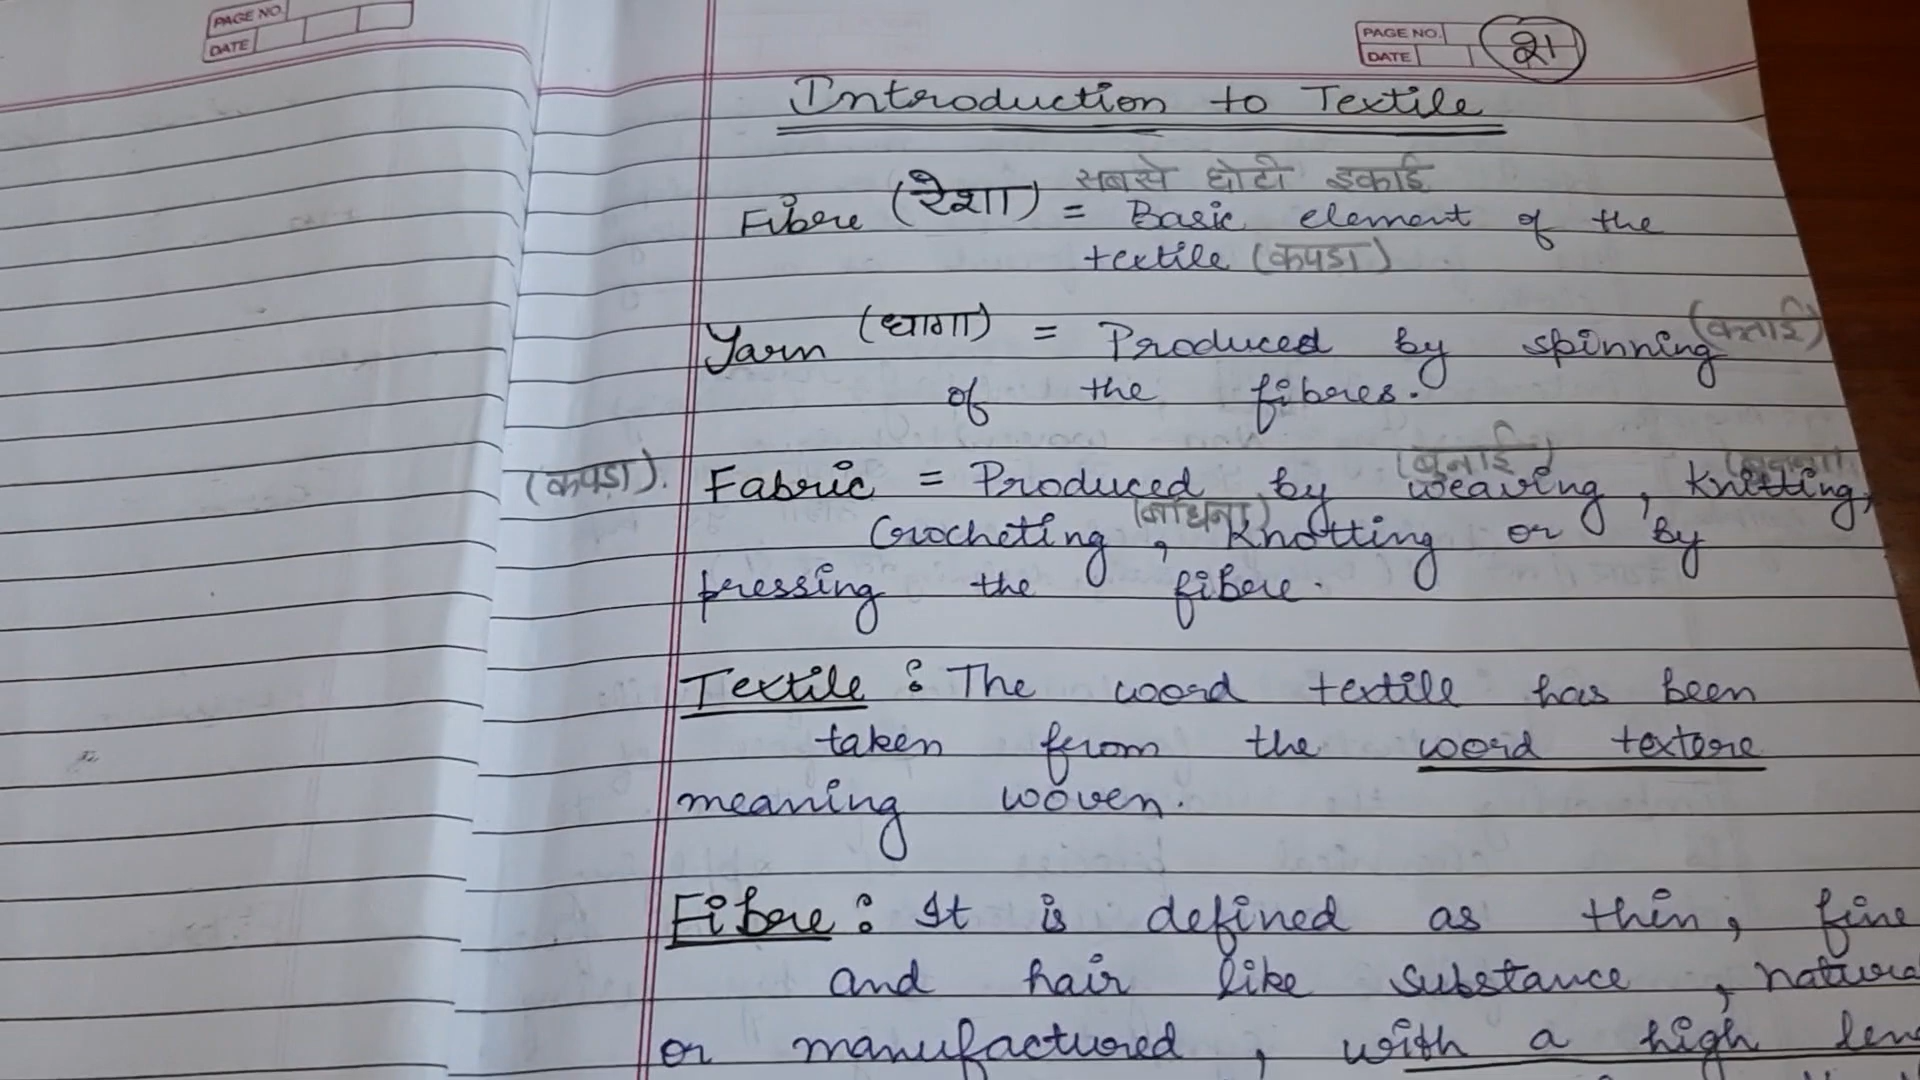 PAGE NO.
DATE
PAGE NO. 21
DATE
Introduction to Textile
सबसे छोटी इकाई
Fibre (रेशा) = Basic element of the
textile (कपडा)
Yarn (धागा) = Produced by spinning (कताई)
of the fibres.
(बुनाई)
(कपड़ा). Fabric = Produced by weaving, Knitting,
(बांधना)
Crocheting, Knotting or by
pressing the fibre.
Textile : The word textile has been
taken from the word textere
meaning woven.
Fibre : It is defined as thin, fine
and hair like substance, natura
or manufactured, with a high len